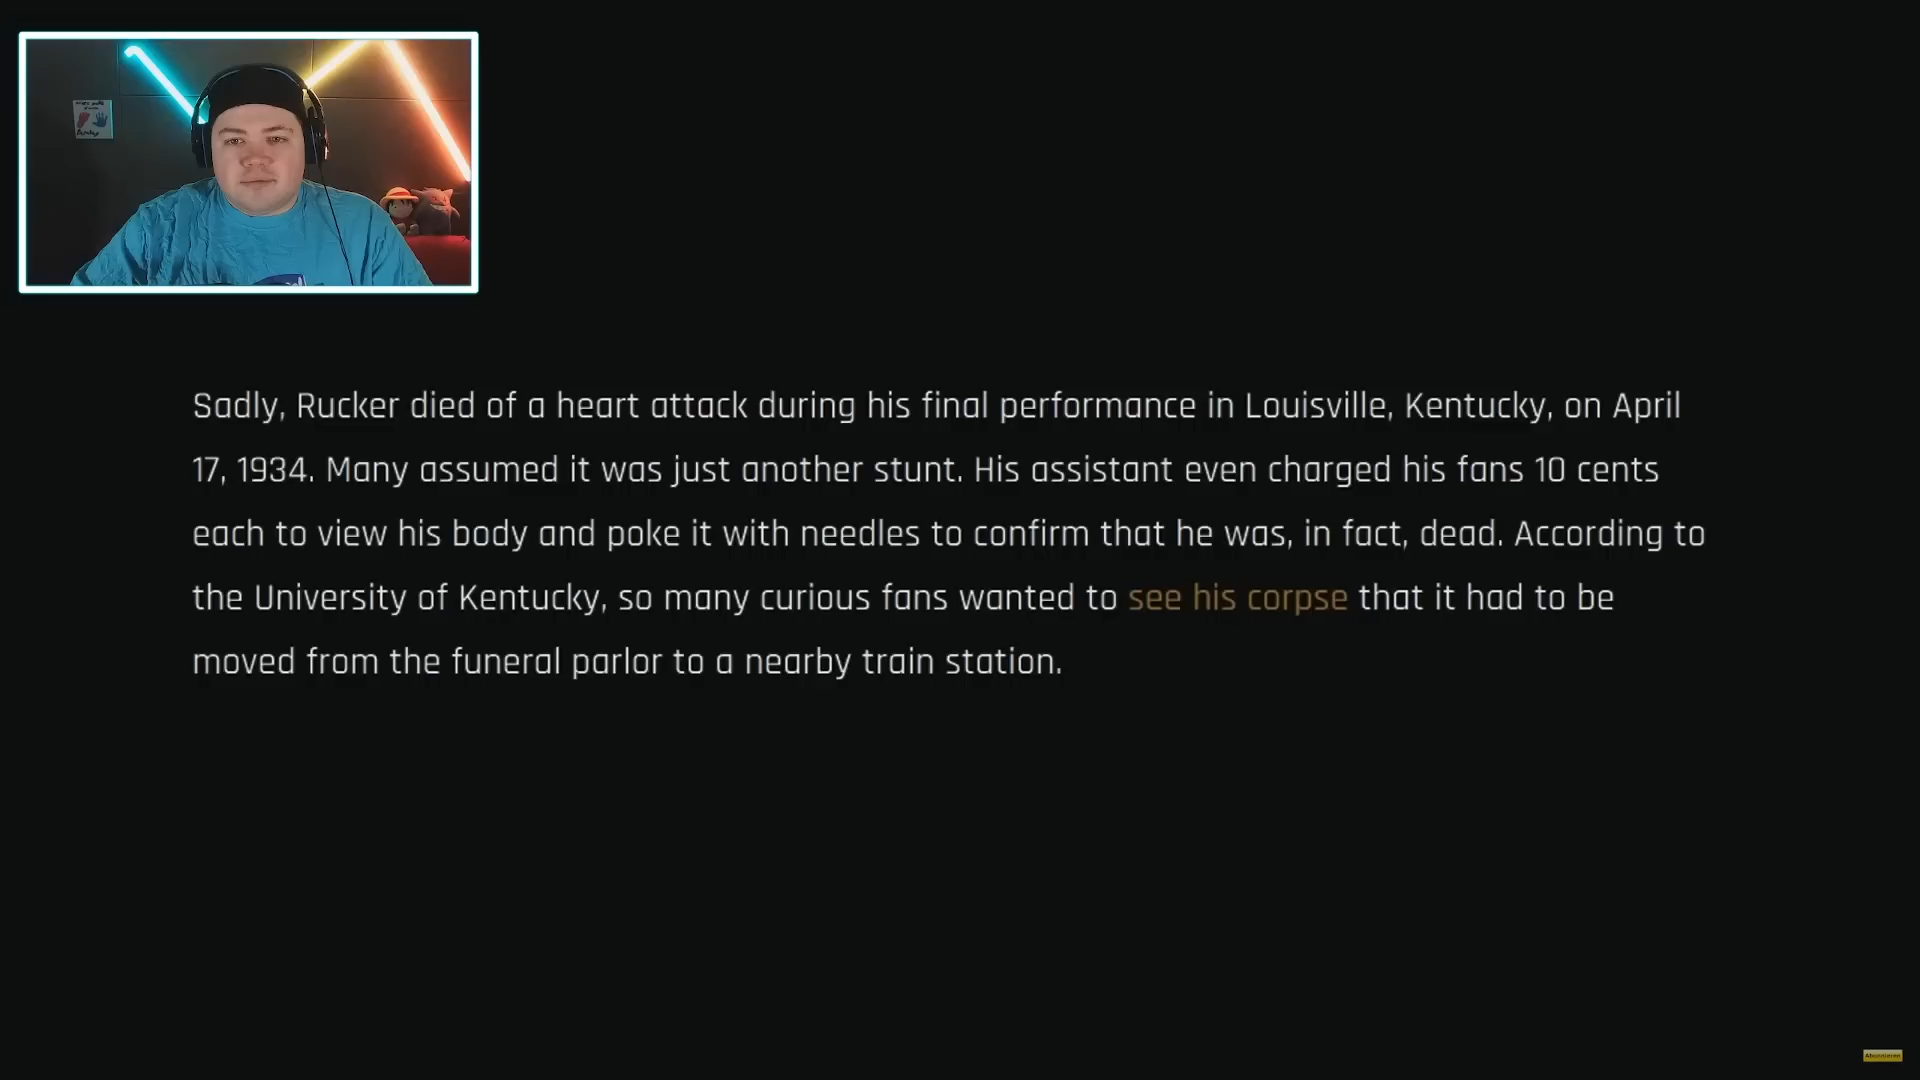 Sadly, Rucker died of a heart attack during his final performance in Louisville, Kentucky, on April
17, 1934. Many assumed it was just another stunt. His assistant even charged his fans 10 cents
each to view his body and poke it with needles to confirm that he was, in fact, dead. According to
the University of Kentucky, so many curious fans wanted to see his corpse that it had to be
moved from the funeral parlor to a nearby train station.
Abonnieren